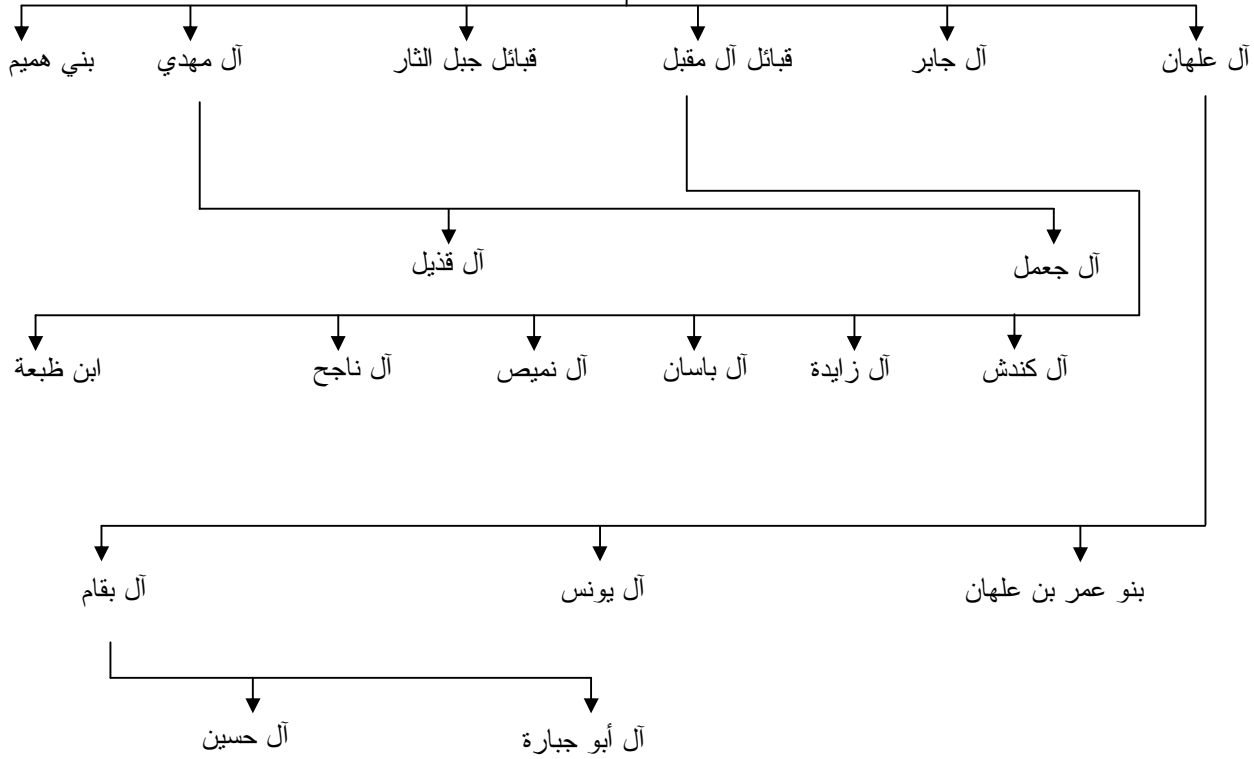 آل علهان آل جابر قبائل آل مقبل قبائل جبل الثار آل مهدي بني هميم
آل جعمل آل قذيل
آل كندش آل زايدة آل باسان آل نميص آل ناجح ابن ظبعة
بنو عمر بن علهان آل يونس آل بقام
آل أبو جبارة آل حسين